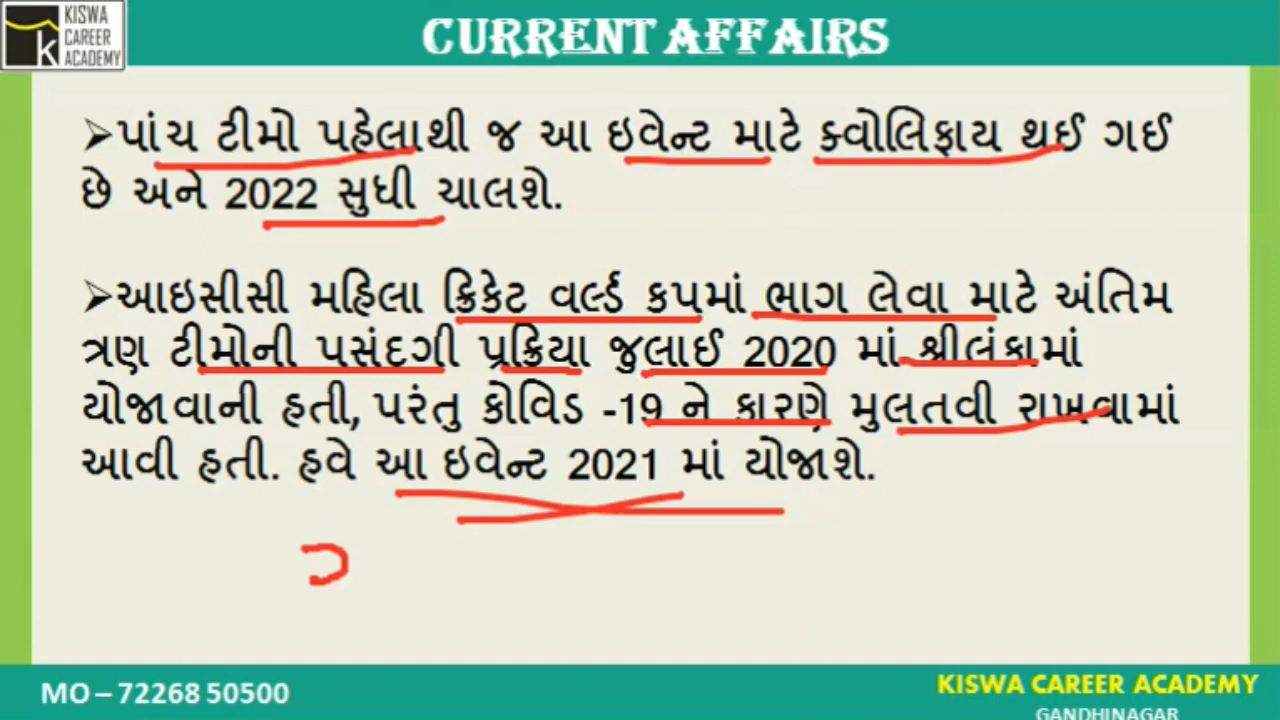 KISWA
CAREER
ACADEMY
CURRENT AFFAIRS
➢પાંચ ટીમો પહેલાથી જ આ ઇવેન્ટ માટે ક્વોલિફાય થઈ ગઈ
છે અને 2022 સુધી ચાલશે.
➢આઇસીસી મહિલા ક્રિકેટ વર્લ્ડ કપમાં ભાગ લેવા માટે અંતિમ
ત્રણ ટીમોની પસંદગી પ્રક્રિયા જુલાઈ 2020 માં શ્રીલંકામાં
યોજાવાની હતી, પરંતુ કોવિડ -19 ને કારણે મુલતવી રાખવામાં
આવી હતી. હવે આ ઇવેન્ટ 2021 માં યોજાશે.
MO – 72268 50500
KISWA CAREER ACADEMY
GANDHINAGAR